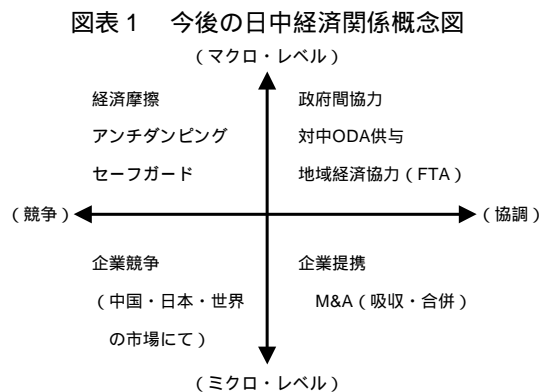 図表1 今後の日中経済関係概念図
(マクロ・レベル)
経済摩擦
アンチダンピング
セーフガード
政府間協力
対中ODA供与
地域経済協力(FTA)
(競争)
(協調)
企業競争
(中国・日本・世界
の市場にて)
企業提携
M&A(吸収・合併)
(ミクロ・レベル)